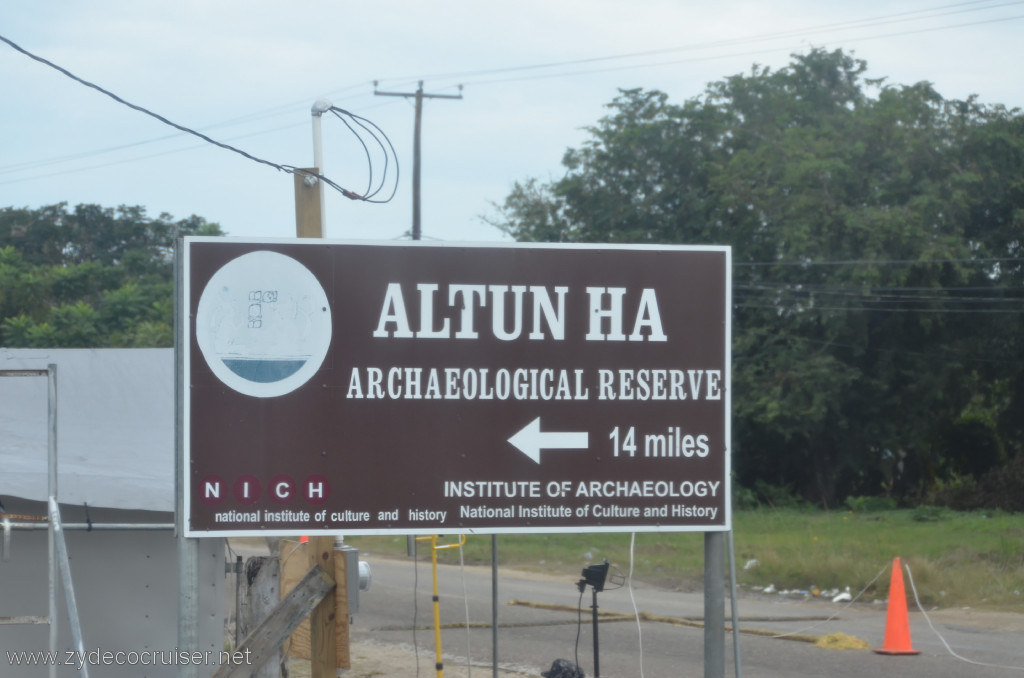 ALTUN HA
ARCHAEOLOGICAL RESERVE
14 miles
N I C H
national institute of culture and history
INSTITUTE OF ARCHAEOLOGY
National Institute of Culture and History
www.zydecocruiser.net